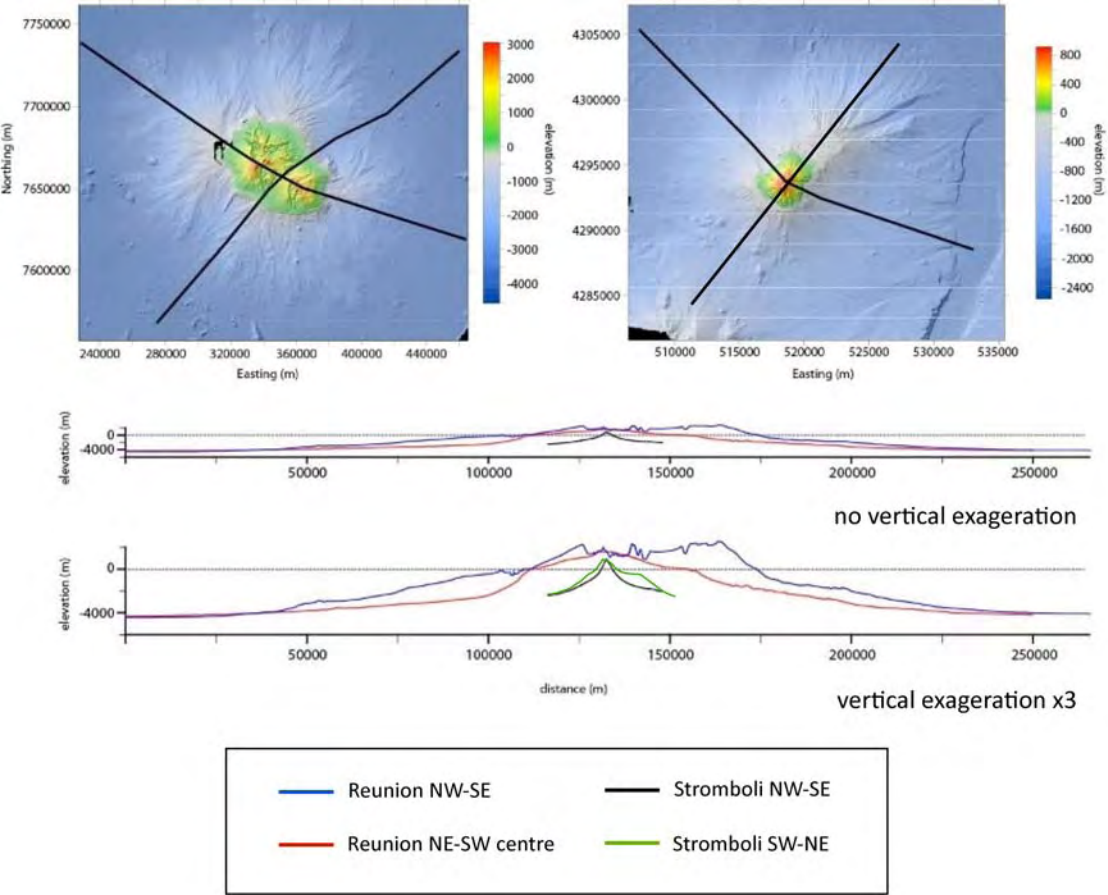 7750000
7700000
7650000
7600000
Northing (m)
240000 280000 320000 360000 400000 440000
Easting (m)
3000
2000
1000
0
-1000
-2000
-3000
-4000
elevation (m)
4305000
4300000
4295000
4290000
4285000
510000 515000 520000 525000 530000 535000
Easting (m)
800
400
0
-400
-800
-1200
-1600
-2000
-2400
elevation (m)
elevation (m)
0
-4000
50000 100000 150000 200000 250000
no vertical exageration
elevation (m)
0
-4000
50000 100000 150000 200000 250000
distance (m)
vertical exageration x3
Reunion NW-SE
Stromboli NW-SE
Reunion NE-SW centre
Stromboli SW-NE